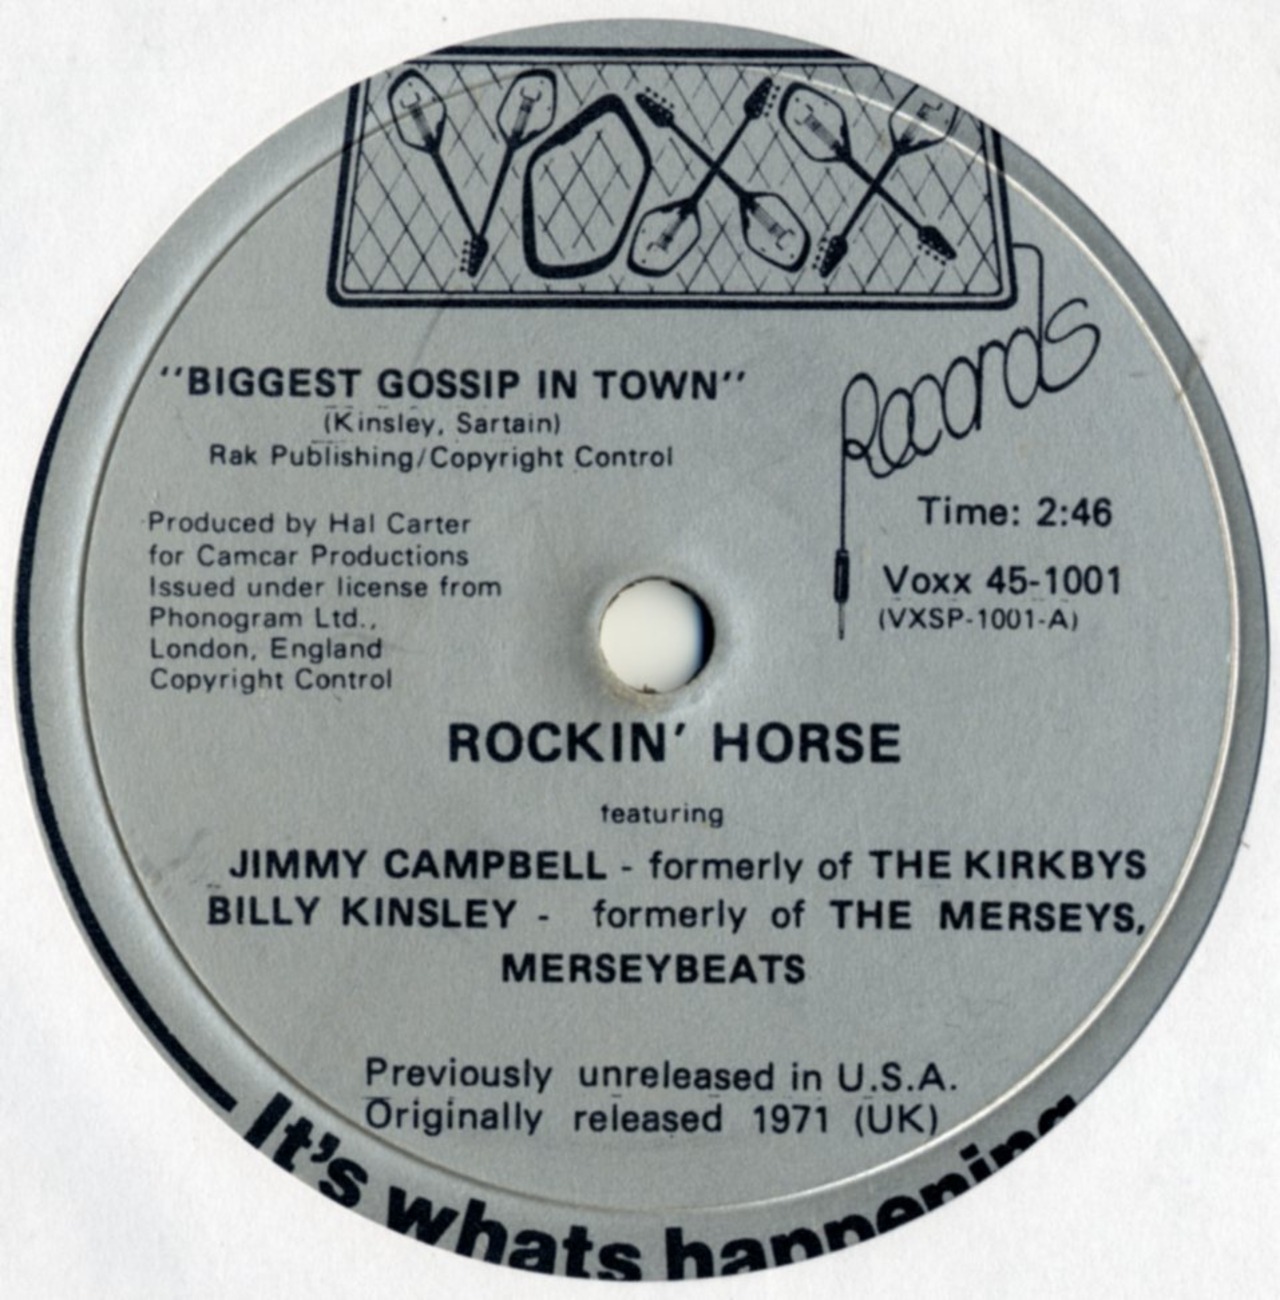 VOXX
Records
"BIGGEST GOSSIP IN TOWN"
(Kinsley, Sartain)
Rak Publishing/Copyright Control
Time: 2:46
Voxx 45-1001
(VXSP-1001-A)
Produced by Hal Carter
for Camcar Productions
Issued under license from
Phonogram Ltd.,
London, England
Copyright Control
ROCKIN' HORSE
featuring
JIMMY CAMPBELL - formerly of THE KIRKBYS
BILLY KINSLEY - formerly of THE MERSEYS,
MERSEYBEATS
Previously unreleased in U.S.A.
Originally released 1971 (UK)
It's whats happening